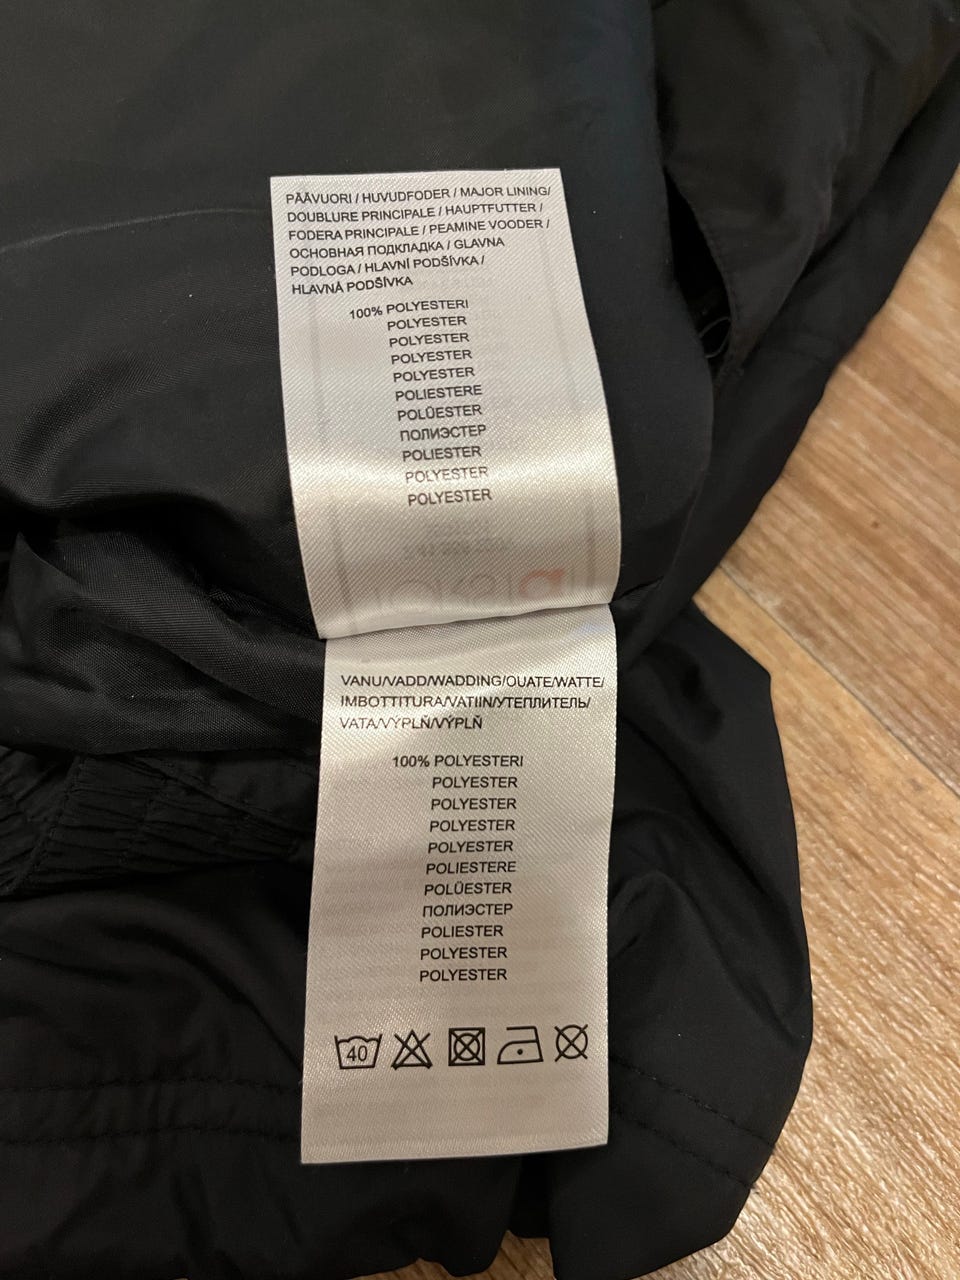 PÄÄVUORI / HUVUDFODER / MAJOR LINING/
DOUBLURE PRINCIPALE / HAUPTFUTTER /
FODERA PRINCIPALE / PEAMINE VOODER /
ОСНОВНАЯ ПОДКЛАДКА / GLAVNA
PODLOGA / HLAVNÍ PODŠÍVKA /
HLAVNÁ PODŠÍVKA
100% POLYESTERI
POLYESTER
POLYESTER
POLYESTER
POLYESTER
POLIESTERE
POLÜESTER
ПОЛИЭСТЕР
POLIESTER
POLYESTER
POLYESTER
VANU/VADD/WADDING/OUATE/WATTE/
IMBOTTITURA/VATIIN/УТЕПЛИТЕЛЬ/
VATA/VÝPLŇ/VÝPLŇ
100% POLYESTERI
POLYESTER
POLYESTER
POLYESTER
POLYESTER
POLIESTERE
POLÜESTER
ПОЛИЭСТЕР
POLIESTER
POLYESTER
POLYESTER
40